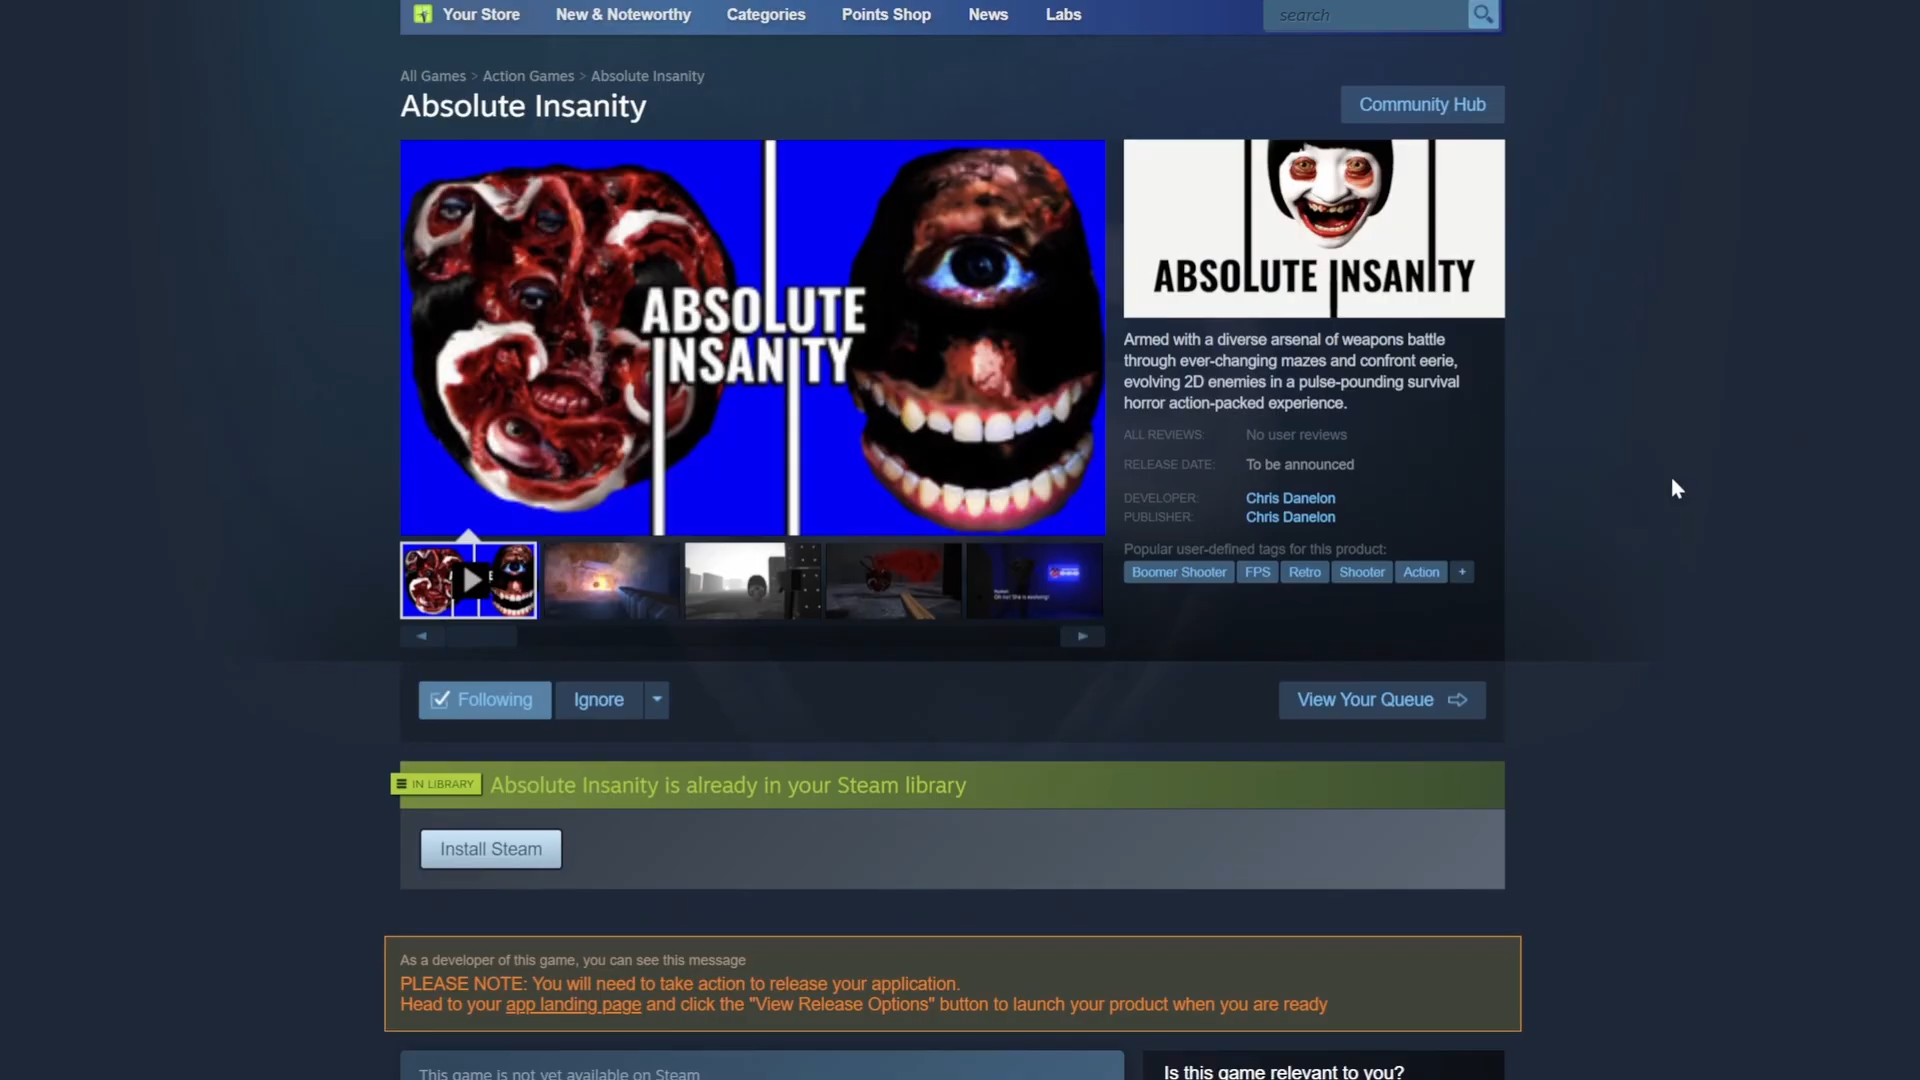 Your Store New & Noteworthy Categories Points Shop News Labs search
All Games > Action Games > Absolute Insanity
Absolute Insanity
Community Hub
ABSOLUTE
INSANITY
ABSOLUTE INSANITY
Armed with a diverse arsenal of weapons battle
through ever-changing mazes and confront eerie,
evolving 2D enemies in a pulse-pounding survival
horror action-packed experience.
ALL REVIEWS: No user reviews
RELEASE DATE: To be announced
DEVELOPER: Chris Danelon
PUBLISHER: Chris Danelon
Popular user-defined tags for this product:
Boomer Shooter FPS Retro Shooter Action +
Following Ignore
View Your Queue
IN LIBRARY Absolute Insanity is already in your Steam library
Install Steam
As a developer of this game, you can see this message
PLEASE NOTE: You will need to take action to release your application.
Head to your app landing page and click the "View Release Options" button to launch your product when you are ready
This game is not yet available on Steam
Is this game relevant to you?